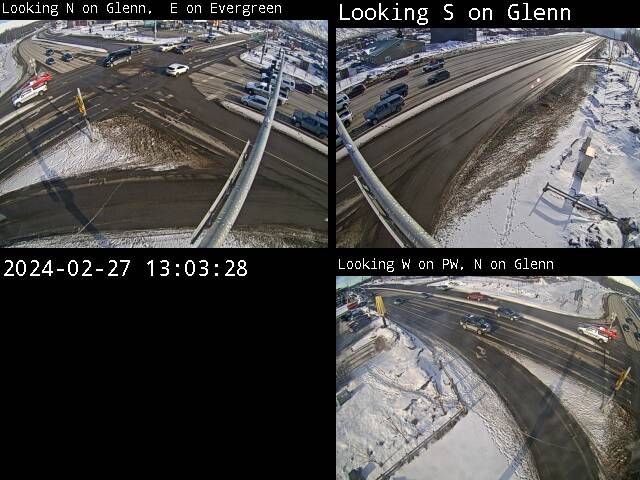 Looking N on Glenn, E on Evergreen
Looking S on Glenn
2024-02-27 13:03:28
Looking W on PW, N on Glenn